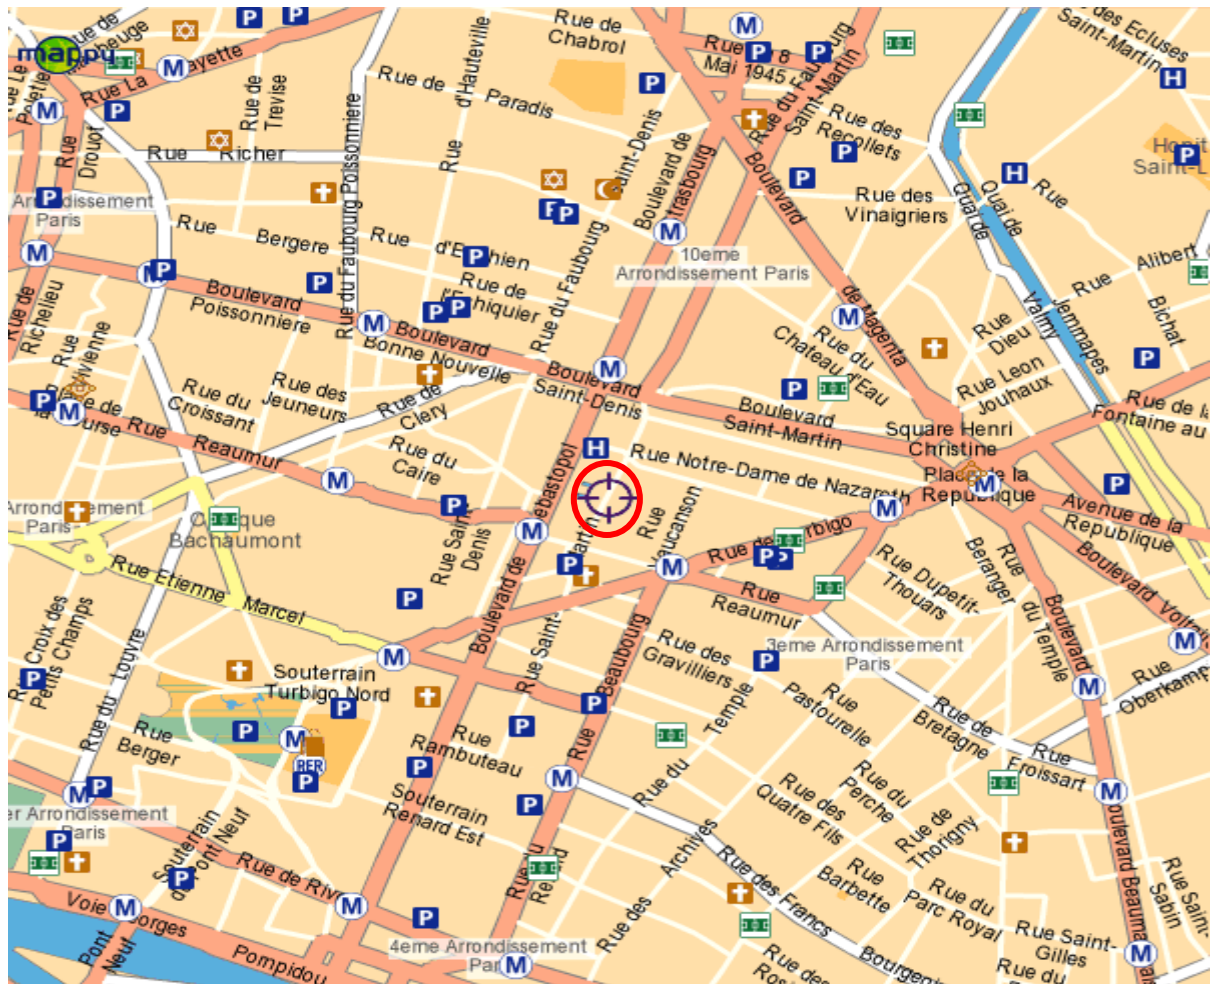 mappy
Rue de
Chabrol
Rue La
Rue de
Trevise
Rue
Drouot
Rue Richer
Rue de
Paradis
d'Hauteville
Rue
Rue du Faubourg Poissonniere
Rue du Faubourg
Saint-Denis
Boulevard de
Strasbourg
Mai 1945
Rue du Faubourg
Saint-Martin
Rue des
Recollets
Rue des
Vinaigriers
Quai de
Valmy
Quai de
Jemmapes
des Ecluses
Saint-Martin
H
Rue
Alibert
Rue
Bichat
Arrondissement
Paris
Rue
Bergere
Rue
d'Enghien
Rue de
l'Echiquier
10eme
Arrondissement Paris
Boulevard
de Magenta
Rue de
Richelieu
Rue
Vivienne
Boulevard
Poissonniere
Boulevard
Bonne Nouvelle
Boulevard
Saint-Denis
Boulevard
Saint-Martin
Rue du
Chateau d'Eau
Rue
Dieu
Rue Leon
Jouhaux
Fontaine au
Square Henri
Christine
Place de la
Republique
Avenue de la
Republique
Rue du
Croissant
Rue des
Jeuneurs
Rue de
Clery
Rue
Reaumur
Rue du
Caire
Rue Saint-
Denis
Boulevard de
Sebastopol
H
Rue Notre-Dame de Nazareth
Rue
Vaucanson
Rue de Turbigo
Rue
Reaumur
Rue Dupetit-
Thouars
Rue
Beranger
Rue
du Temple
Boulevard Voltaire
Boulevard
Arrondissement
Paris
Bachaumont
Rue Etienne Marcel
Rue Croix des
Petits Champs
Rue du Louvre
Rue Saint-
Martin
3eme Arrondissement
Paris
Rue des
Gravilliers
Rue
Beaubourg
Temple
Rue du
Rue
Pastourelle
Rue de
Bretagne
Rue
Froissart
Rue
Oberkampf
Souterrain
Turbigo Nord
Rue
Berger
RER
Rue
Rambuteau
Souterrain
Renard Est
Rue des
Archives
Rue des
Quatre Fils
Rue du
Perche
Rue de
Thorigny
Rue
Barbette
Rue du
Parc Royal
Rue Saint-
Gilles
Rue du
Boulevard Beaumarchais
Rue Saint-
Sabin
Arrondissement
Paris
Souterrain
du Pont Neuf
Rue de Rivoli
Rue du
Renard
Rue des Francs
Bourgeois
Voie Georges
Pompidou
Pont
Neuf
4eme Arrondissement
Paris
Rue des